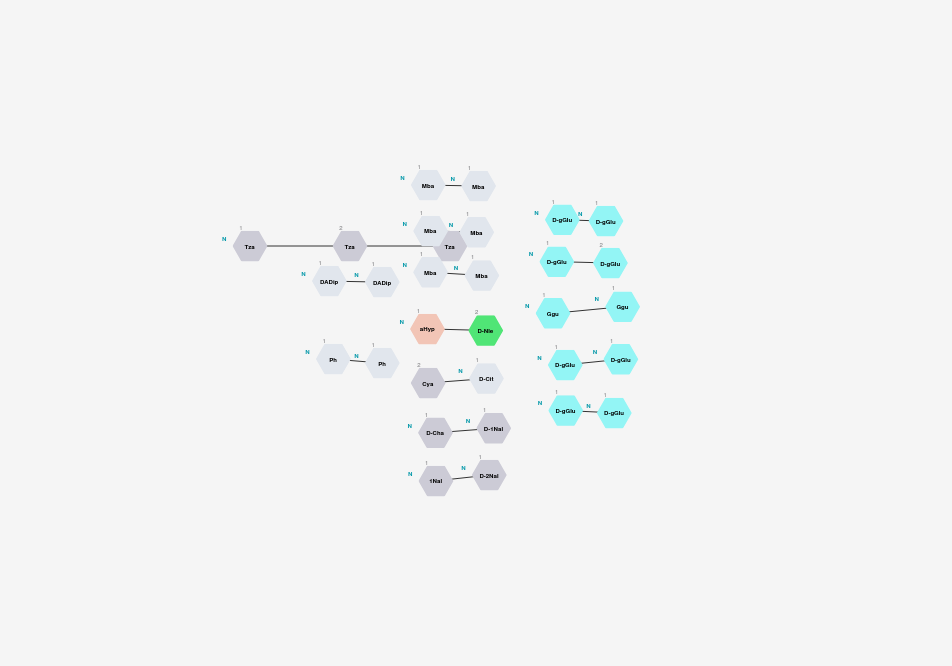 1 1
N Mba N Mba
1 1
N D-gGlu N D-gGlu
1 1
N Mba N Mba
1 2
N Tza Tza Tza
1 2
N D-gGlu D-gGlu
1 1
N Mba N Mba
1 1
N DADip N DADip
1 1
N Ggu N Ggu
1 2
N aHyp D-Nle
1 1
N Ph N Ph
1 1
N D-gGlu N D-gGlu
2 1
Cya N D-Cit
1 1
N D-gGlu N D-gGlu
1 1
N D-Cha N D-1Nal
1 1
N 1Nal N D-2Nal